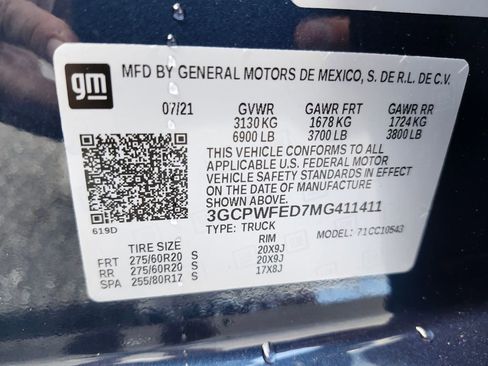 gm
MFD BY GENERAL MOTORS DE MEXICO, S. DE R.L. DE C.V.
07/21 GVWR GAWR FRT GAWR RR
3130 KG 1678 KG 1724 KG
6900 LB 3700 LB 3800 LB
THIS VEHICLE CONFORMS TO ALL
APPLICABLE U.S. FEDERAL MOTOR
VEHICLE SAFETY STANDARDS IN EFFECT
ON THE DATE OF MANUFACTURE SHOWN ABOVE.
3GCPWFED7MG411411
619D
TYPE: TRUCK MODEL: 71CC10543
TIRE SIZE RIM
FRT 275/60R20 S 20X9J
RR 275/60R20 S 20X9J
SPA 255/80R17 S 17X8J